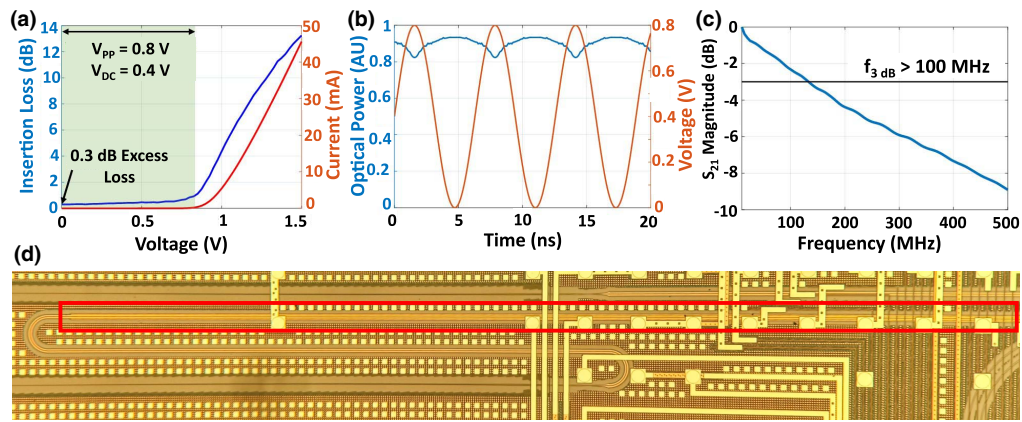 (a)
Insertion Loss (dB)
14
12
10
8
6
4
2
0
V_PP = 0.8 V
V_DC = 0.4 V
0.3 dB Excess
Loss
0
0.5
1
1.5
Voltage (V)
50
40
30
20
10
0
Current (mA)
(b)
Optical Power (AU)
1
0.8
0.6
0.4
0.2
0
0
5
10
15
20
Time (ns)
0.8
0.6
0.4
0.2
0
Voltage (V)
(c)
S_21 Magnitude (dB)
0
-2
-4
-6
-8
-10
f_3 dB > 100 MHz
100
200
300
400
500
Frequency (MHz)
(d)